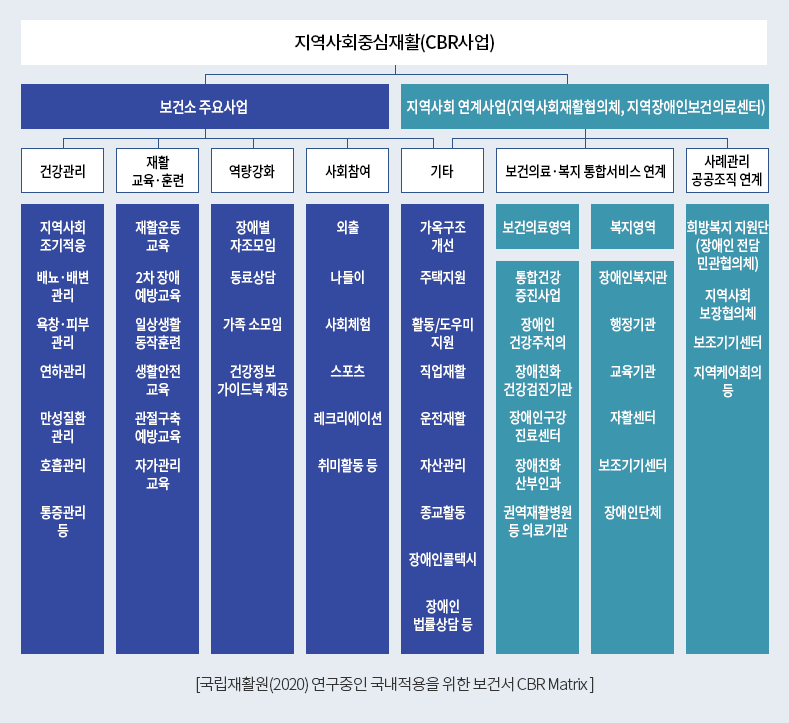 지역사회중심재활(CBR사업)
보건소 주요사업
지역사회 연계사업(지역사회재활협의체, 지역장애인보건의료센터)
건강관리
재활
교육·훈련
역량강화
사회참여
기타
보건의료·복지 통합서비스 연계
사례관리
공공조직 연계
지역사회
조기적응
배뇨·배변
관리
욕창·피부
관리
연하관리
만성질환
관리
호흡관리
통증관리
등
재활운동
교육
2차 장애
예방교육
일상생활
동작훈련
생활안전
교육
관절구축
예방교육
자가관리
교육
장애별
자조모임
동료상담
가족 소모임
건강정보
가이드북 제공
외출
나들이
사회체험
스포츠
레크리에이션
취미활동 등
가옥구조
개선
주택지원
활동/도우미
지원
직업재활
운전재활
자산관리
종교활동
장애인콜택시
장애인
법률상담 등
보건의료영역
통합건강
증진사업
장애인
건강주치의
장애친화
건강검진기관
장애인구강
진료센터
장애친화
산부인과
권역재활병원
등 의료기관
복지영역
장애인복지관
행정기관
교육기관
자활센터
보조기기센터
장애인단체
희방복지 지원단
(장애인 전담
민관협의체)
지역사회
보장협의체
보조기기센터
지역케어회의
등
[국립재활원(2020) 연구중인 국내적용을 위한 보건서 CBR Matrix ]